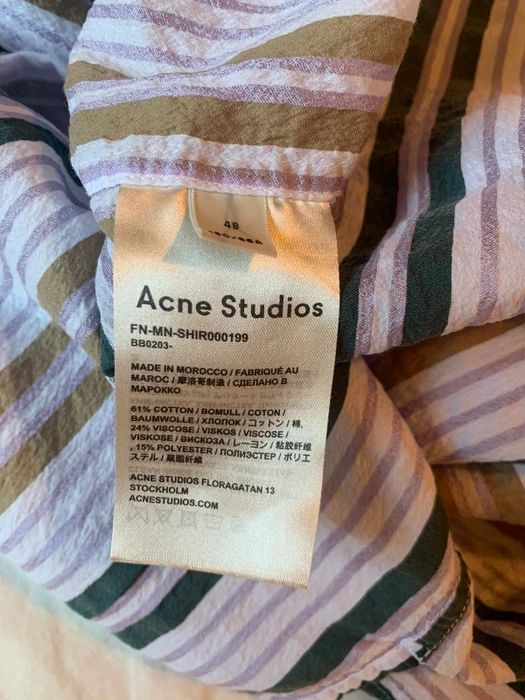 48
Acne Studios
FN-MN-SHIR000199
BB0203-
MADE IN MOROCCO / FABRIQUÉ AU
MAROC / 摩洛哥制造 / СДЕЛАНО В
МАРОККО
61% COTTON / BOMULL / COTON /
BAUMWOLLE / ХЛОПОК / コットン / 棉,
24% VISCOSE / VISKOS / VISCOSE /
VISKOSE / ВИСКОЗА / レーヨン / 粘胶纤维
, 15% POLYESTER / ПОЛИЭСТЕР / ポリエ
ステル / 聚酯纤维
ACNE STUDIOS FLORAGATAN 13
STOCKHOLM
ACNESTUDIOS.COM